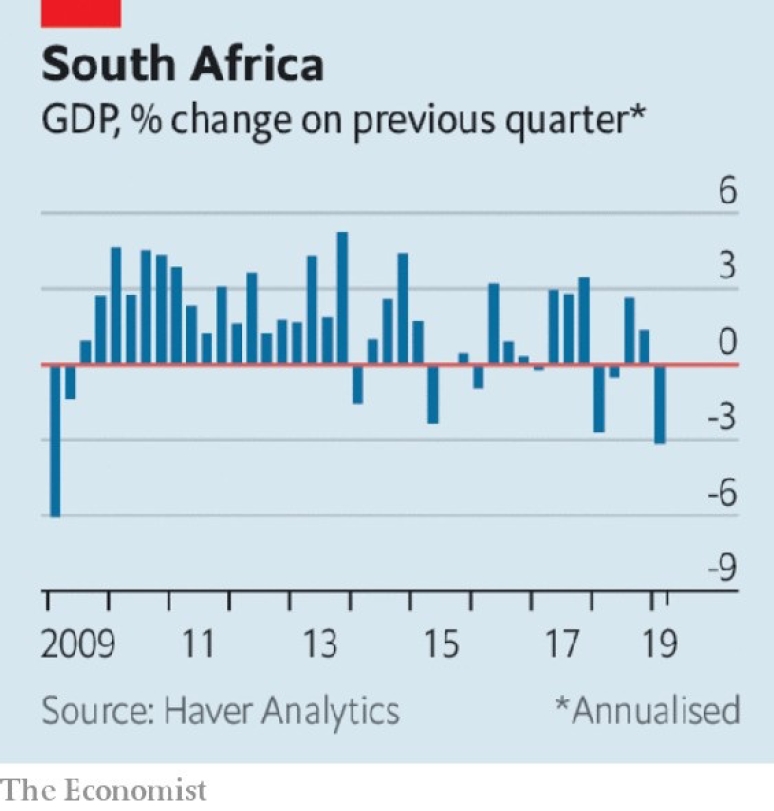 South Africa
GDP, % change on previous quarter*
6
3
0
-3
-6
-9
2009 11 13 15 17 19
Source: Haver Analytics *Annualised
The Economist